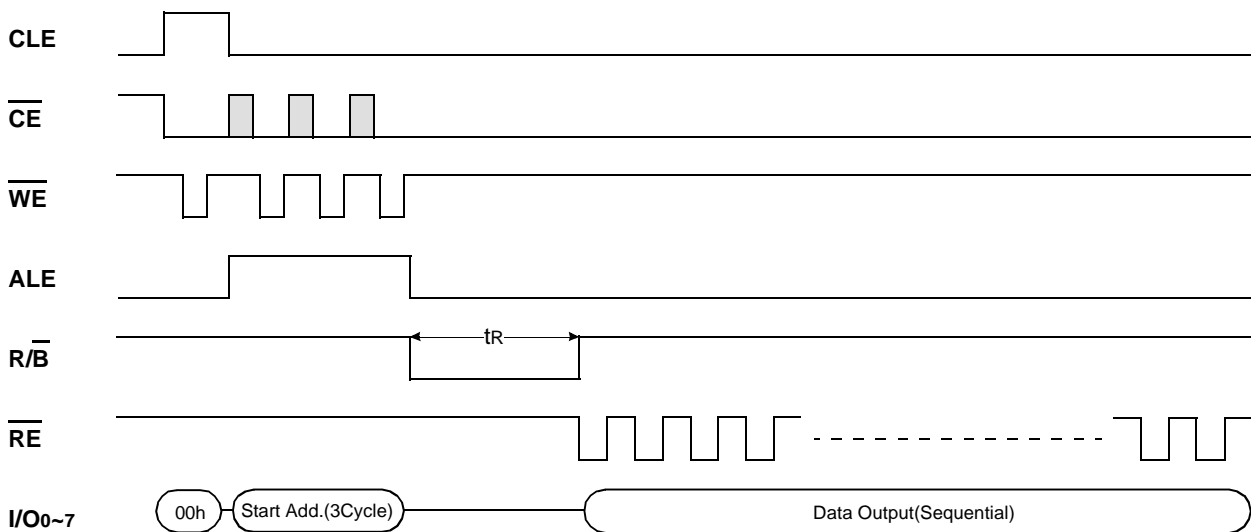 CLE
CE
WE
ALE
R/B
tR
RE
I/O0~7
00h
Start Add.(3Cycle)
Data Output(Sequential)